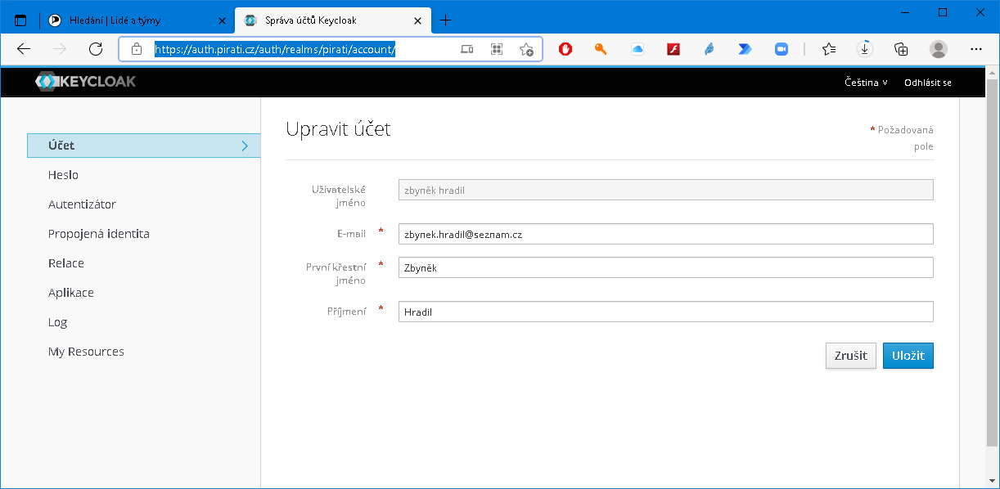 Hledání | Lidé a týmy
Správa účtů Keycloak
https://auth.pirati.cz/auth/realms/pirati/account/
KEYCLOAK
Čeština
Odhlásit se
Účet
Heslo
Autentizátor
Propojená identita
Relace
Aplikace
Log
My Resources
Upravit účet
* Požadovaná
pole
Uživatelské
jméno
zbyněk hradil
E-mail *
zbynek.hradil@seznam.cz
První křestní *
jméno
Zbyněk
Příjmení *
Hradil
Zrušit
Uložit